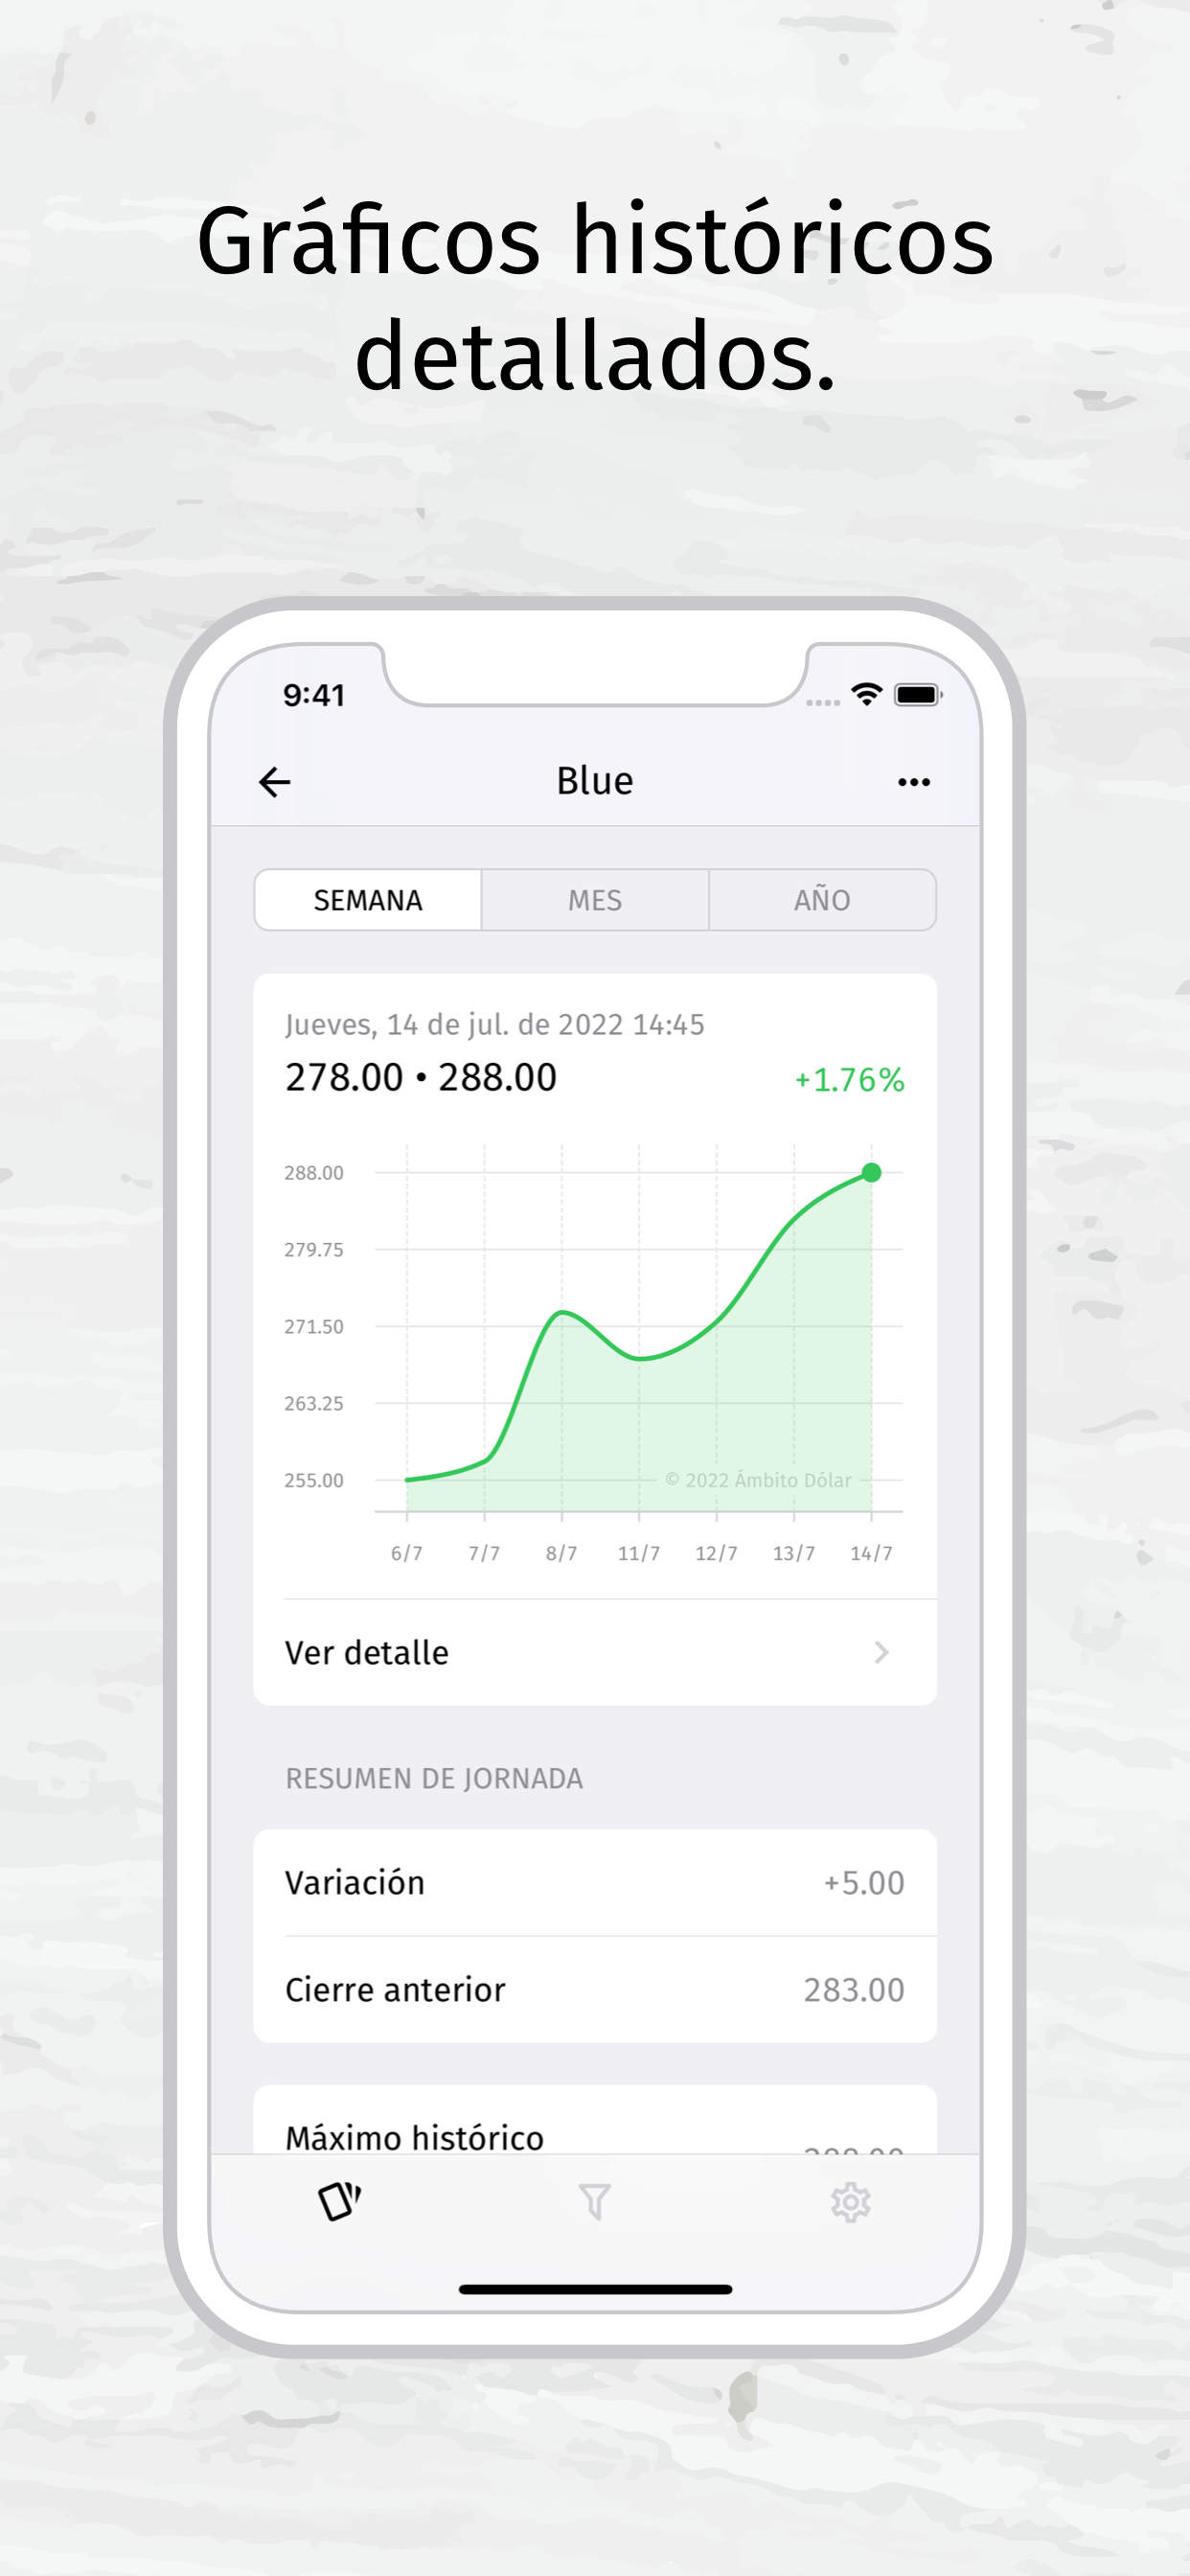 Gráficos históricos
detallados.
9:41
Blue
SEMANA MES AÑO
Jueves, 14 de jul. de 2022 14:45
278.00 • 288.00 +1.76%
288.00
279.75
271.50
263.25
255.00
© 2022 Ámbito Dólar
6/7 7/7 8/7 11/7 12/7 13/7 14/7
Ver detalle
RESUMEN DE JORNADA
Variación +5.00
Cierre anterior 283.00
Máximo histórico